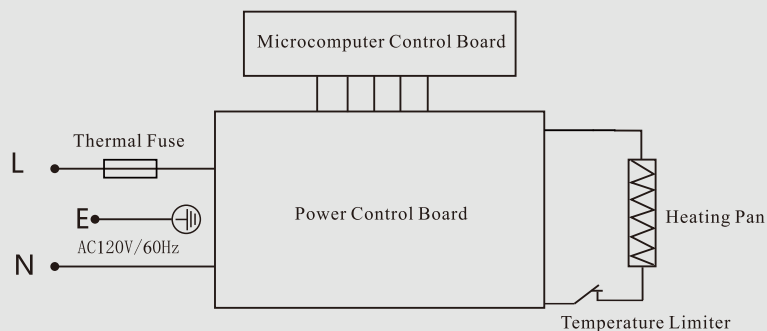 Microcomputer Control Board
Thermal Fuse
L
Power Control Board
E
AC120V/60Hz
N
Heating Pan
Temperature Limiter